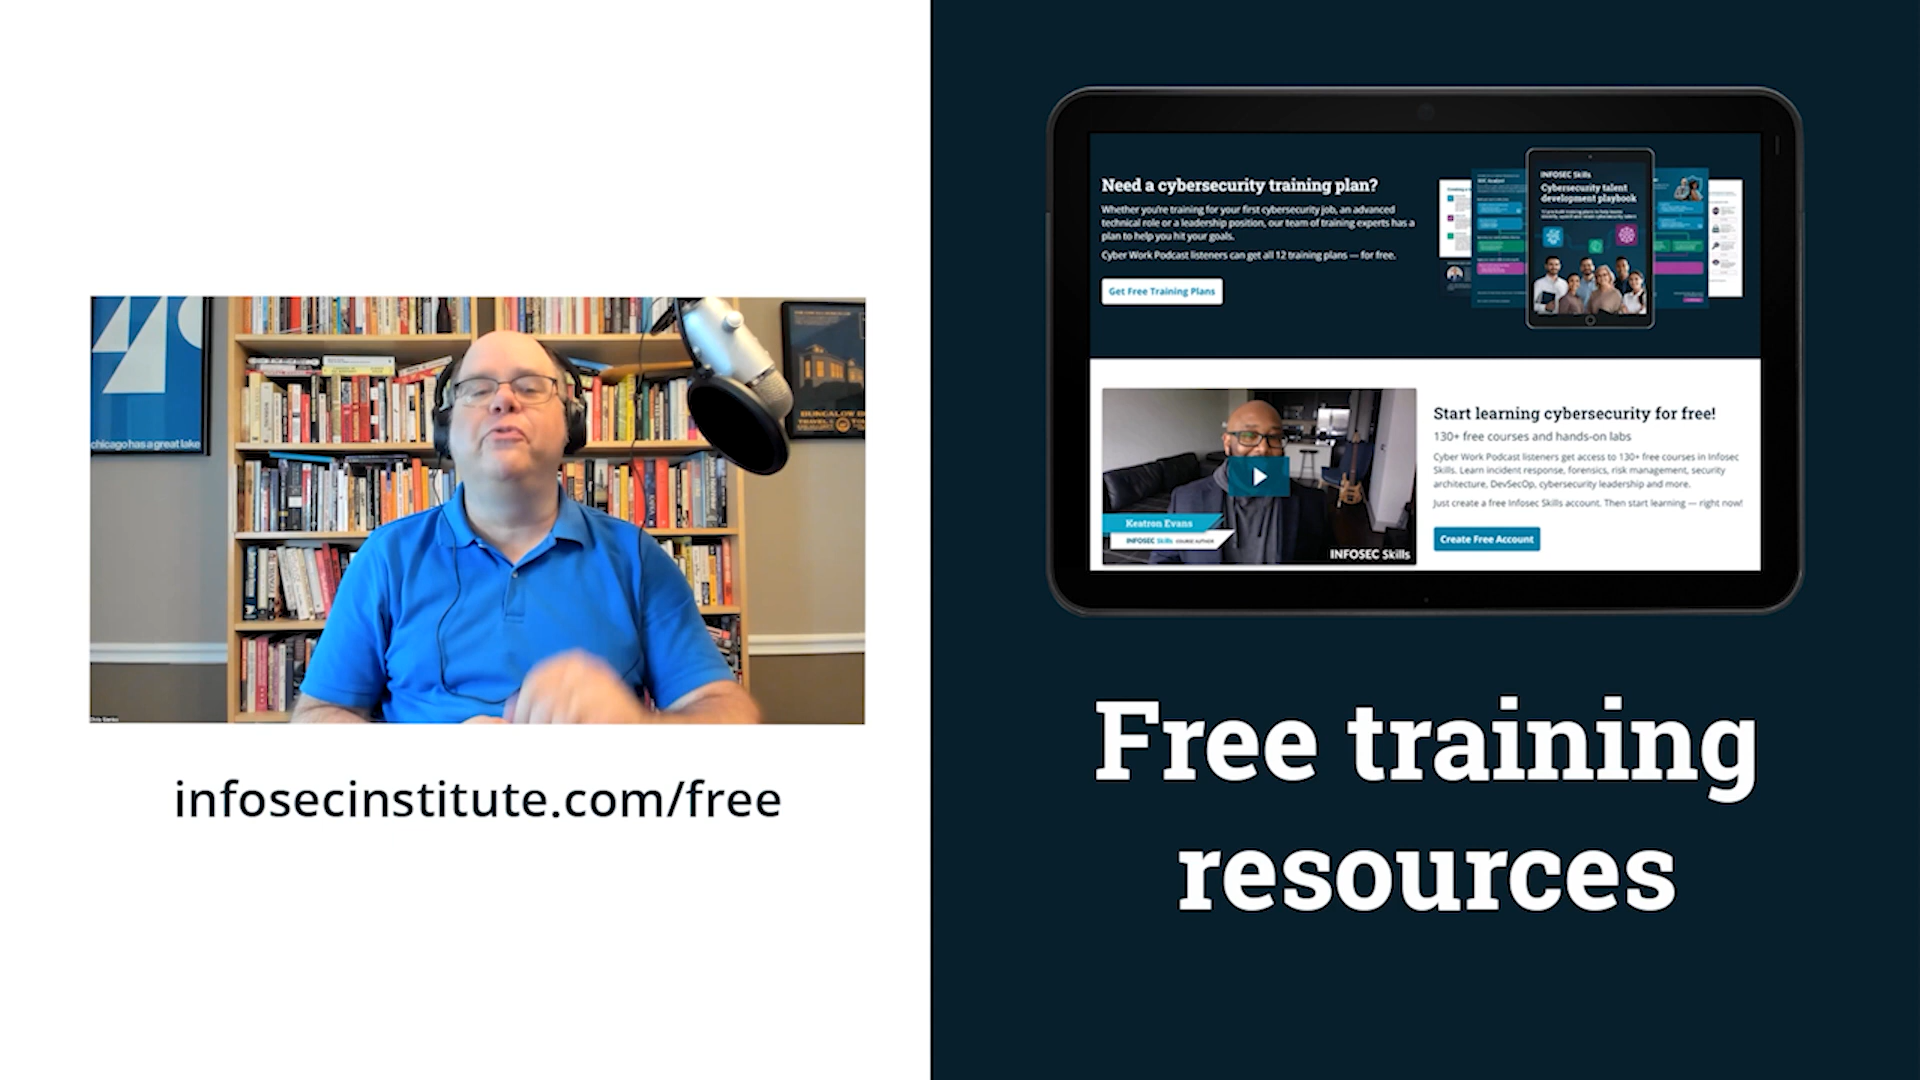 chicago has a great lake
BUNGALOW
infosecinstitute.com/free
Need a cybersecurity training plan?
Whether you're training for your first cybersecurity job, an advanced
technical role or a leadership position, our team of training experts has a
plan to help you hit your goals.
Cyber Work Podcast listeners can get all 12 training plans — for free.
Get Free Training Plans
INFOSEC Skills
Cybersecurity talent
development playbook
Keatron Evans
INFOSEC Skills COURSE AUTHOR
INFOSEC Skills
Start learning cybersecurity for free!
130+ free courses and hands-on labs
Cyber Work Podcast listeners get access to 130+ free courses in Infosec
Skills. Learn incident response, forensics, risk management, security
architecture, DevSecOp, cybersecurity leadership and more.
Just create a free Infosec Skills account. Then start learning — right now!
Create Free Account
Free training
resources